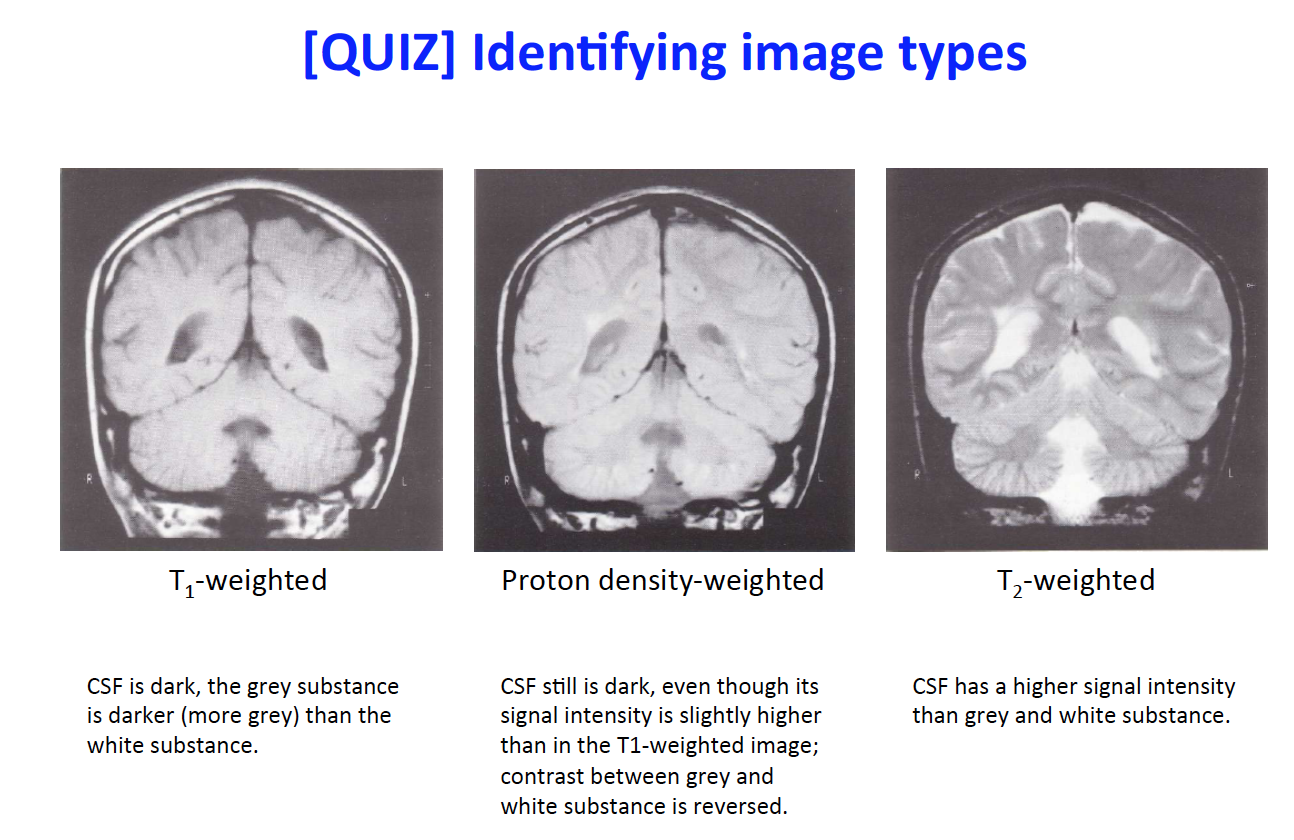 [QUIZ] Identifying image types
R
L
R
L
R
L
T1-weighted
Proton density-weighted
T2-weighted
CSF is dark, the grey substance
is darker (more grey) than the
white substance.
CSF still is dark, even though its
signal intensity is slightly higher
than in the T1-weighted image;
contrast between grey and
white substance is reversed.
CSF has a higher signal intensity
than grey and white substance.